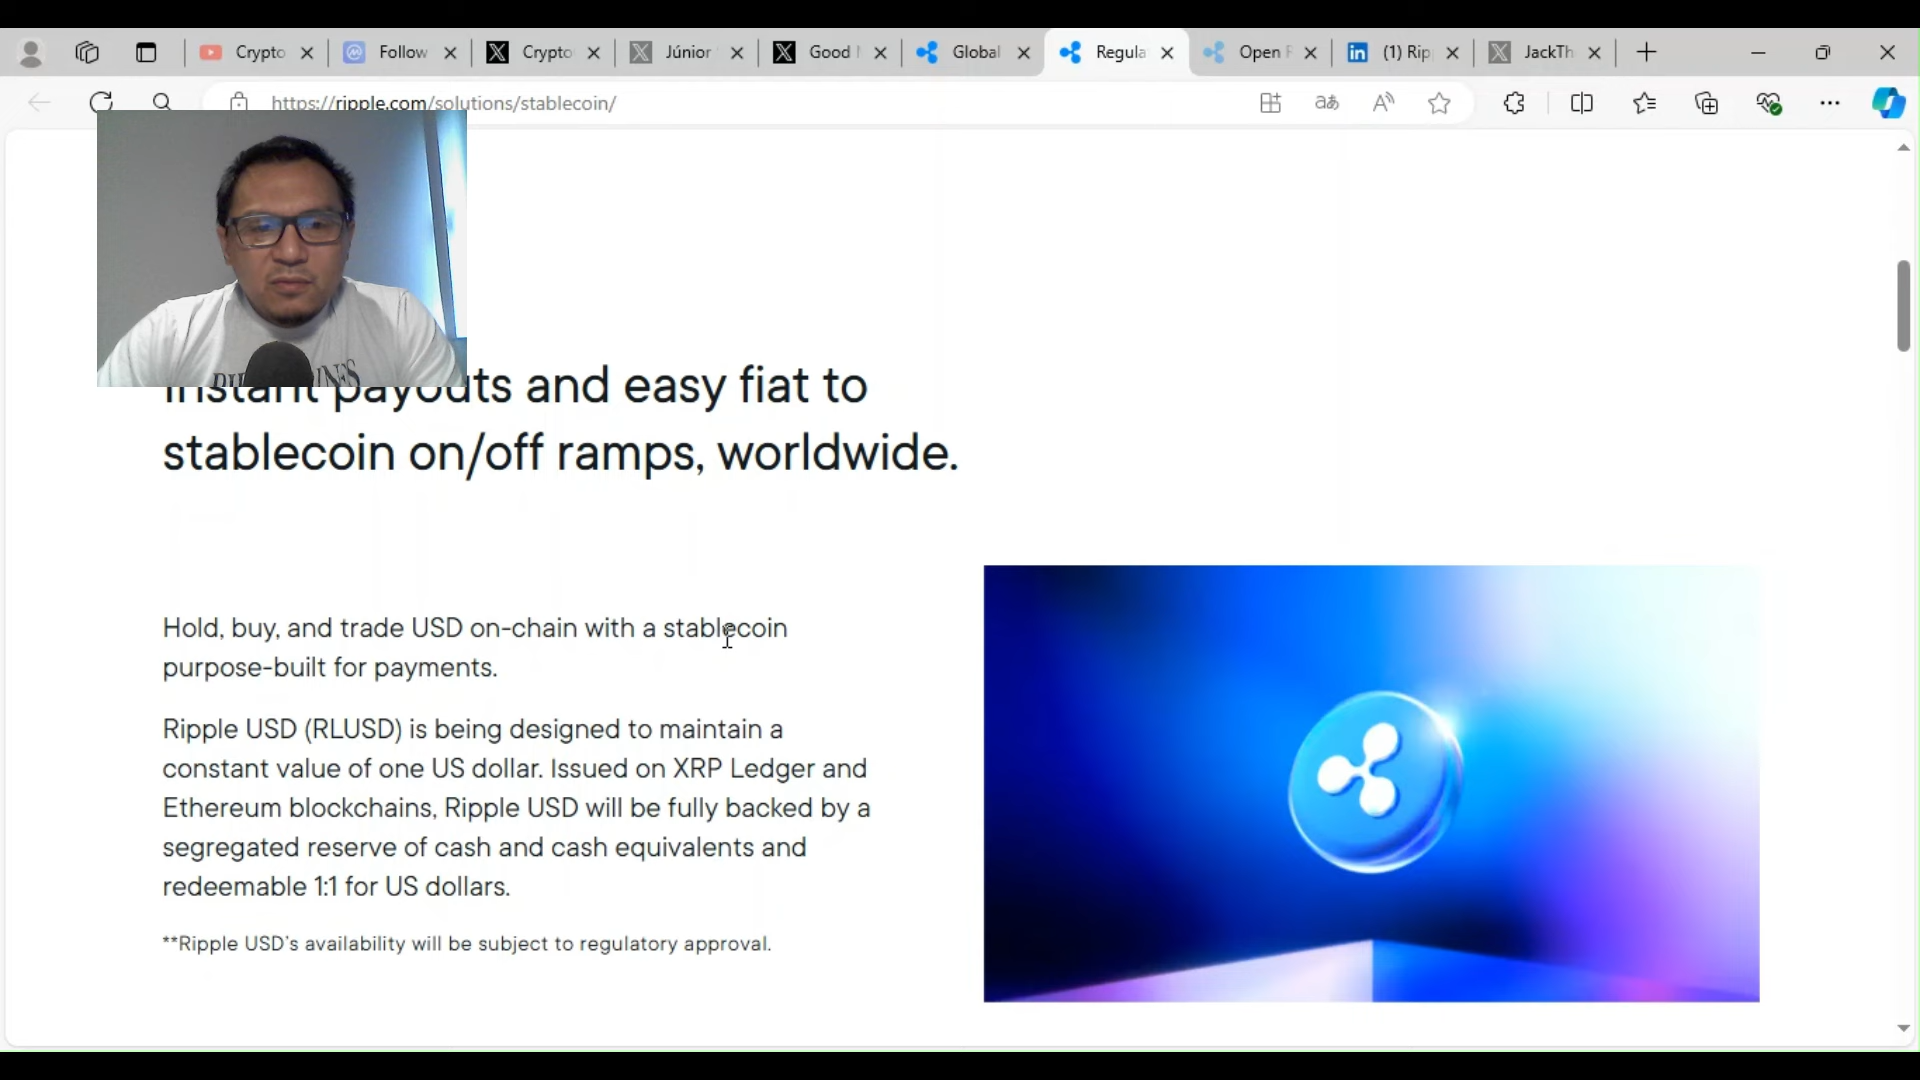 Crypto
Follow
Crypto
Júnior
Good
Global
Regula
Open
(1) Rip
JackTh
https://ripple.com/solutions/stablecoin/
Instant payouts and easy fiat to
stablecoin on/off ramps, worldwide.
Hold, buy, and trade USD on-chain with a stablecoin
purpose-built for payments.
Ripple USD (RLUSD) is being designed to maintain a
constant value of one US dollar. Issued on XRP Ledger and
Ethereum blockchains, Ripple USD will be fully backed by a
segregated reserve of cash and cash equivalents and
redeemable 1:1 for US dollars.
**Ripple USD's availability will be subject to regulatory approval.